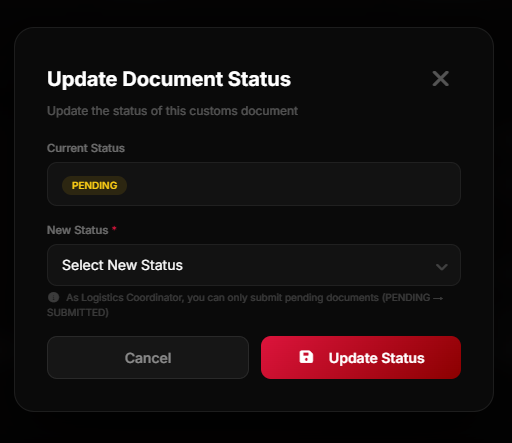 Update Document Status
Update the status of this customs document
Current Status
PENDING
New Status *
Select New Status
As Logistics Coordinator, you can only submit pending documents (PENDING →
SUBMITTED)
Cancel
Update Status